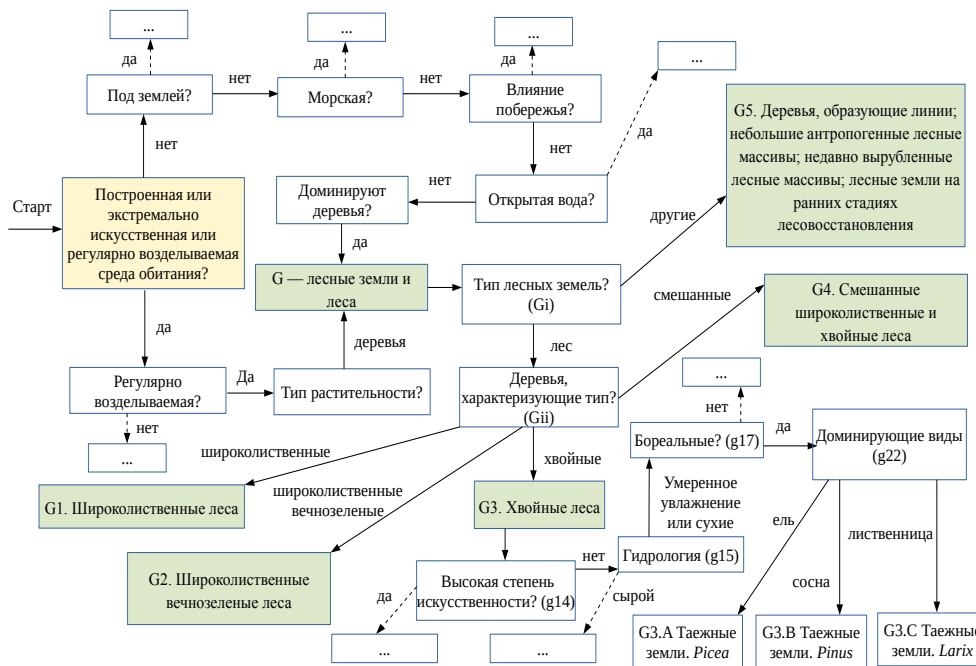 ...
...
...
...
да
да
да
да
Под землей?
нет
Морская?
нет
Влияние
побережья?
нет
нет
Старт
Построенная или
экстремально
искусственная или
регулярно возделываемая
среда обитания?
Доминируют
деревья?
нет
Открытая вода?
да
другие
G5. Деревья, образующие линии;
небольшие антропогенные лесные
массивы; недавно вырубленные
лесные массивы; лесные земли на
ранних стадиях
лесовосстановления
G — лесные земли и
леса
Тип лесных земель?
(Gi)
смешанные
G4. Смешанные
широколиственные и
хвойные леса
да
деревья
лес
Регулярно
возделываемая?
Да
Тип растительности?
Деревья,
характеризующие тип?
(Gii)
...
нет
нет
...
широколиственные
хвойные
Бореальные? (g17)
да
Доминирующие виды
(g22)
G1. Широколиственные леса
широколиственные
вечнозеленые
G3. Хвойные леса
Умеренное
увлажнение
или сухие
ель
лиственница
сосна
G2. Широколиственные
вечнозеленые леса
Высокая степень
искусственности? (g14)
нет
Гидрология (g15)
да
сырой
...
...
G3.A Таежные
земли. Picea
G3.B Таежные
земли. Pinus
G3.C Таежные
земли. Larix